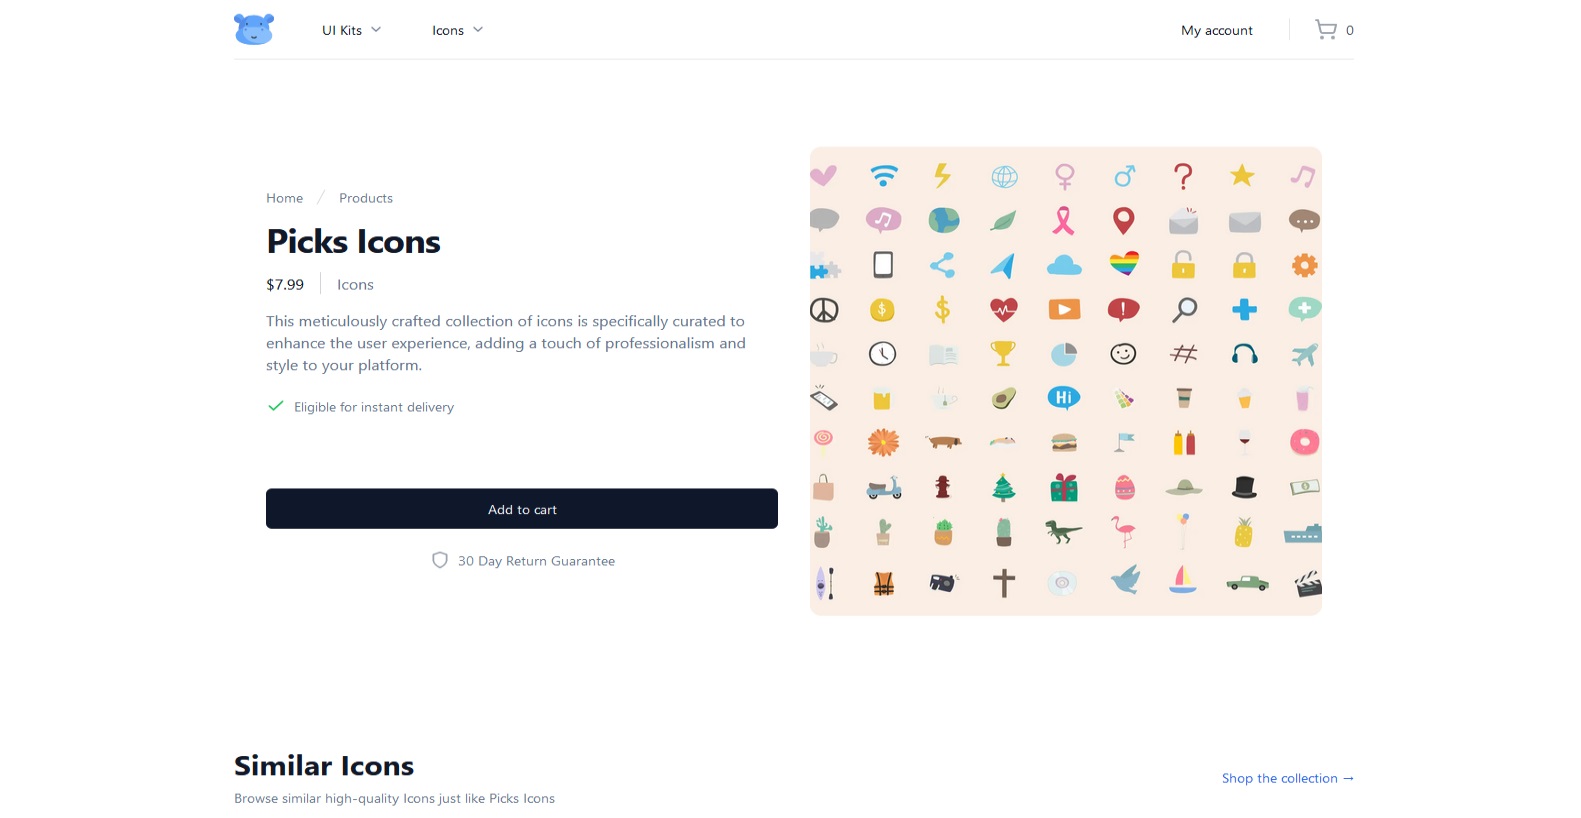 UI Kits
Icons
My account
0
Home / Products
Picks Icons
$7.99
Icons
This meticulously crafted collection of icons is specifically curated to
enhance the user experience, adding a touch of professionalism and
style to your platform.
Eligible for instant delivery
Add to cart
30 Day Return Guarantee
Hi
Similar Icons
Shop the collection →
Browse similar high-quality Icons just like Picks Icons